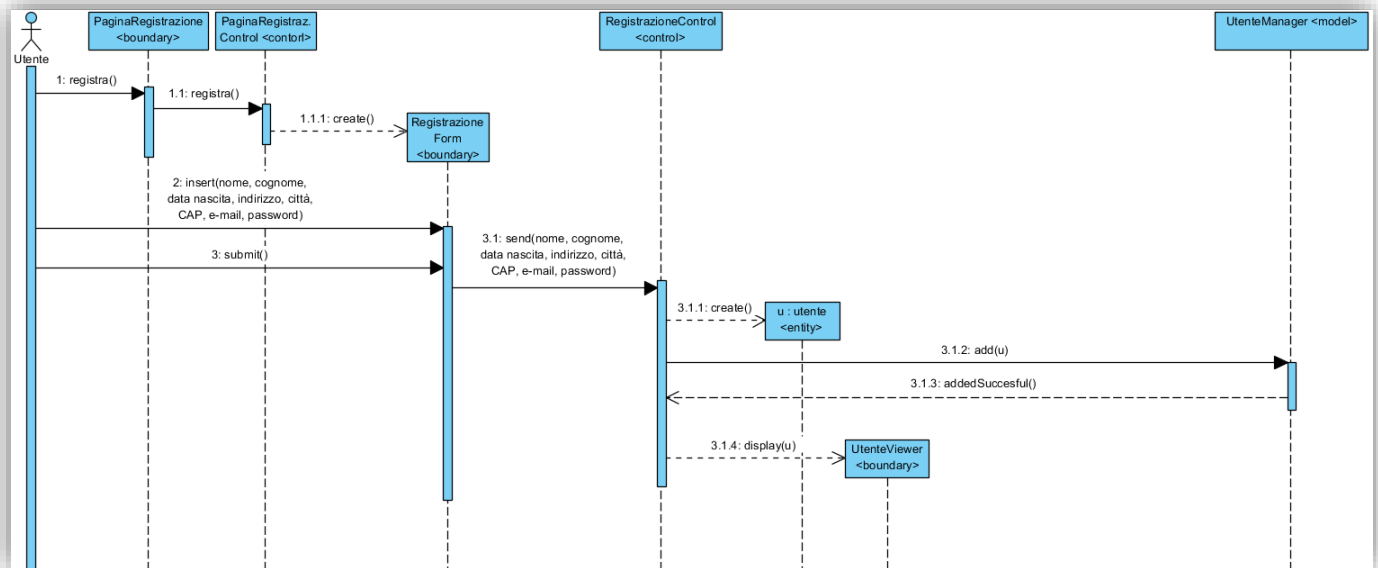 PaginaRegistrazione
<boundary>
PaginaRegistraz.
Control <contorl>
RegistrazioneControl
<control>
UtenteManager <model>
Utente
1: registra()
1.1: registra()
1.1.1: create()
Registrazione
Form
<boundary>
2: insert(nome, cognome,
data nascita, indirizzo, città,
CAP, e-mail, password)
3: submit()
3.1: send(nome, cognome,
data nascita, indirizzo, città,
CAP, e-mail, password)
3.1.1: create()
u : utente
<entity>
3.1.2: add(u)
3.1.3: addedSuccesful()
3.1.4: display(u)
UtenteViewer
<boundary>